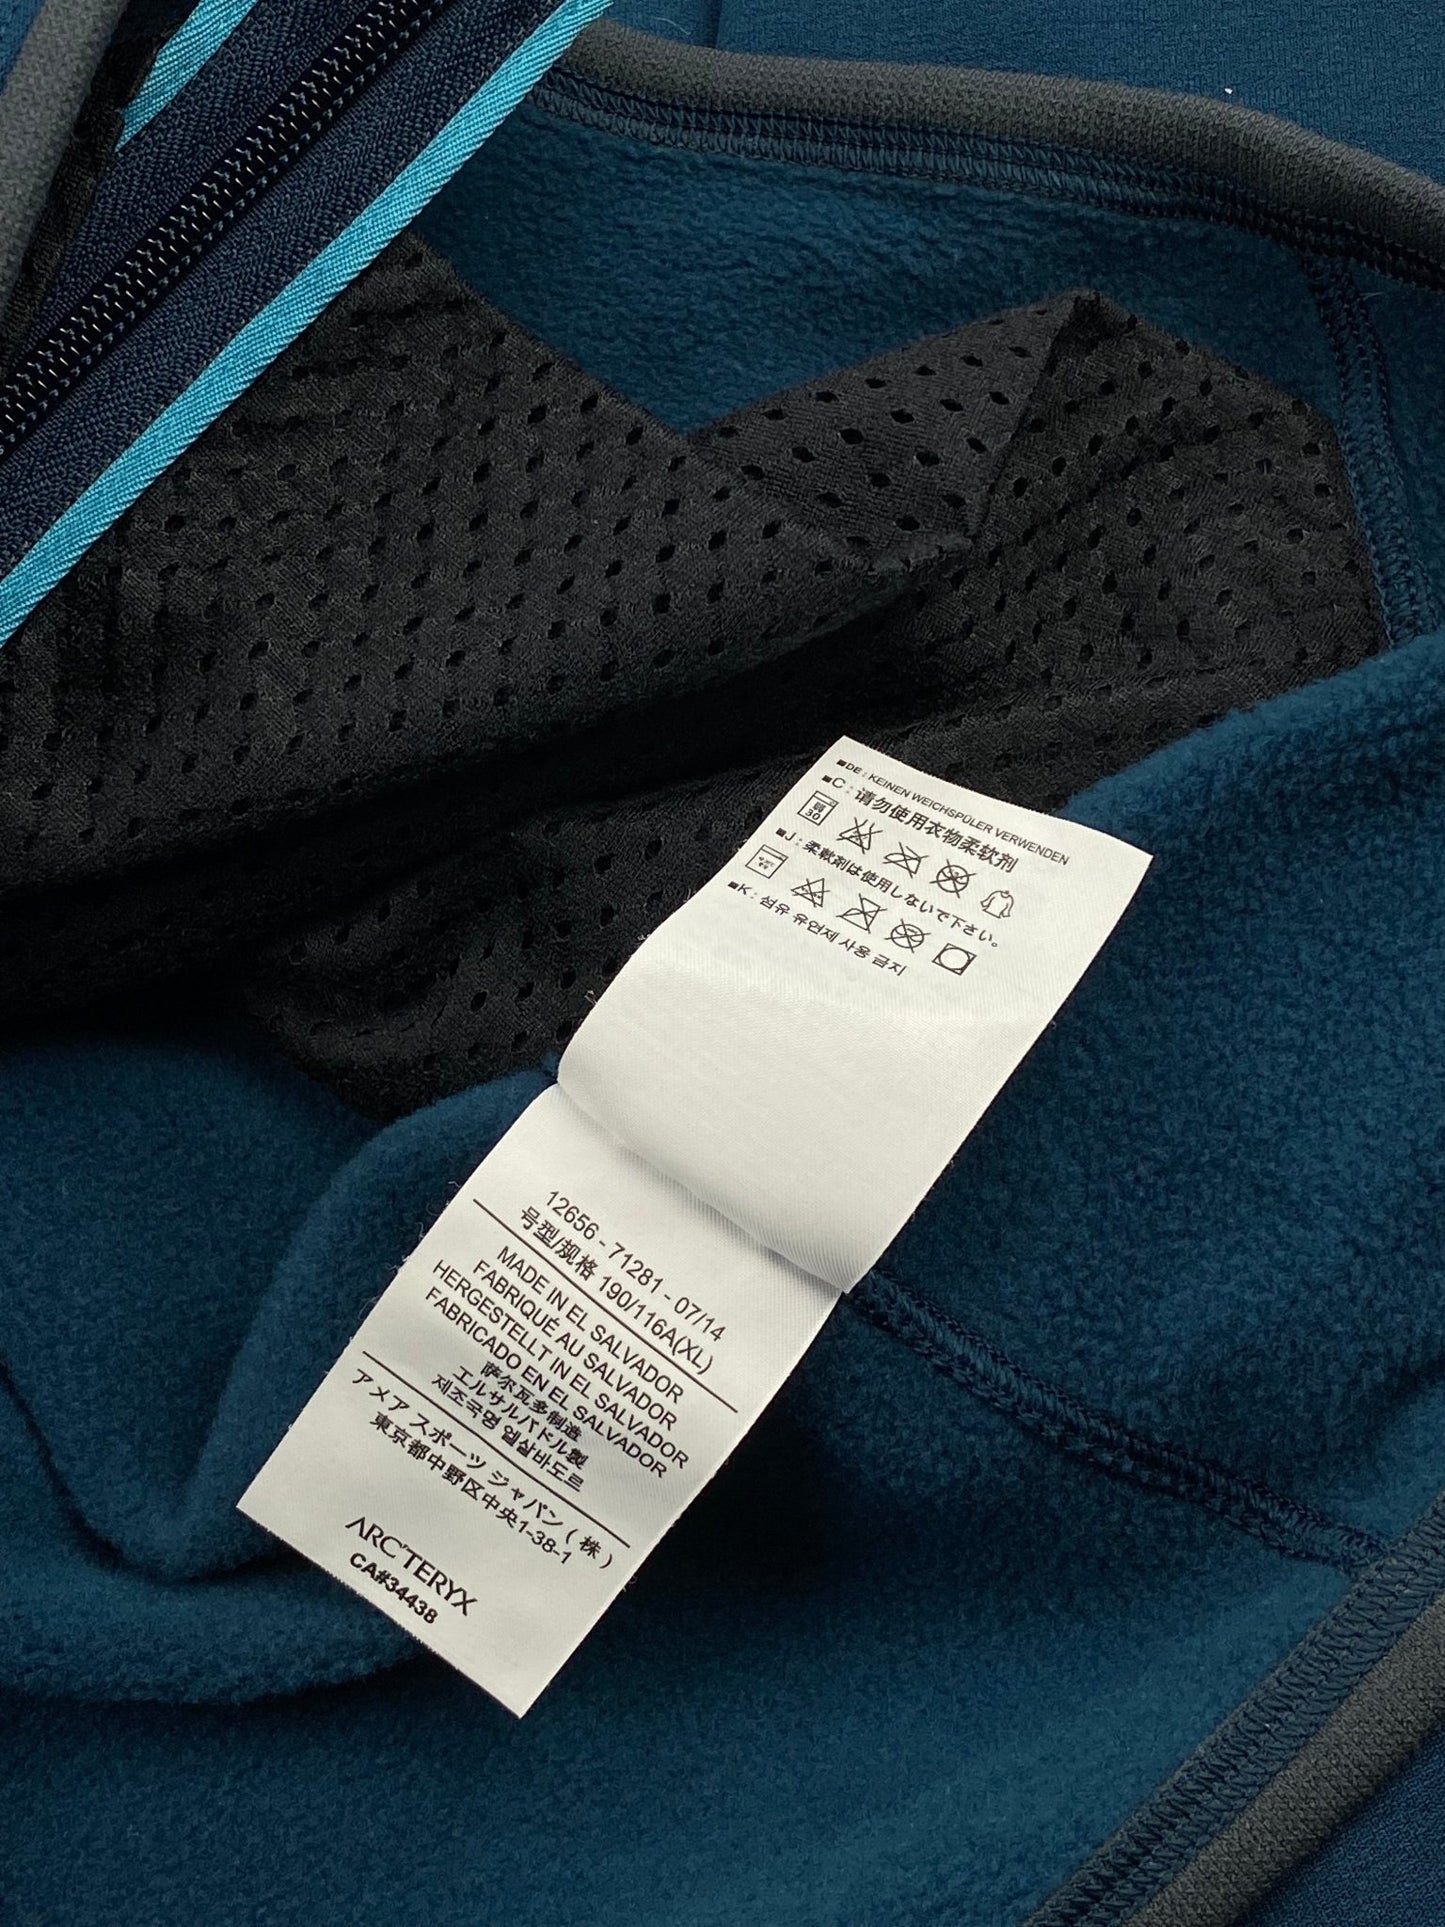 ■DE : KEINEN WEICHSPÜLER VERWENDEN
■C : 请勿使用衣物柔软剂
30
■J : 柔軟剤は使用しないで下さい。
■K : 섬유 유연제 사용 금지
12656 - 71281 - 07/14
号型/规格 190/116A(XL)
MADE IN EL SALVADOR
FABRIQUÉ AU SALVADOR
HERGESTELLT IN EL SALVADOR
FABRICADO EN EL SALVADOR
萨尔瓦多制造
エルサルバドル製
제조국명 엘살바도르
アメア スポーツ ジャパン ( 株 )
東京都中野区中央1-38-1
ARC'TERYX
CA#34438